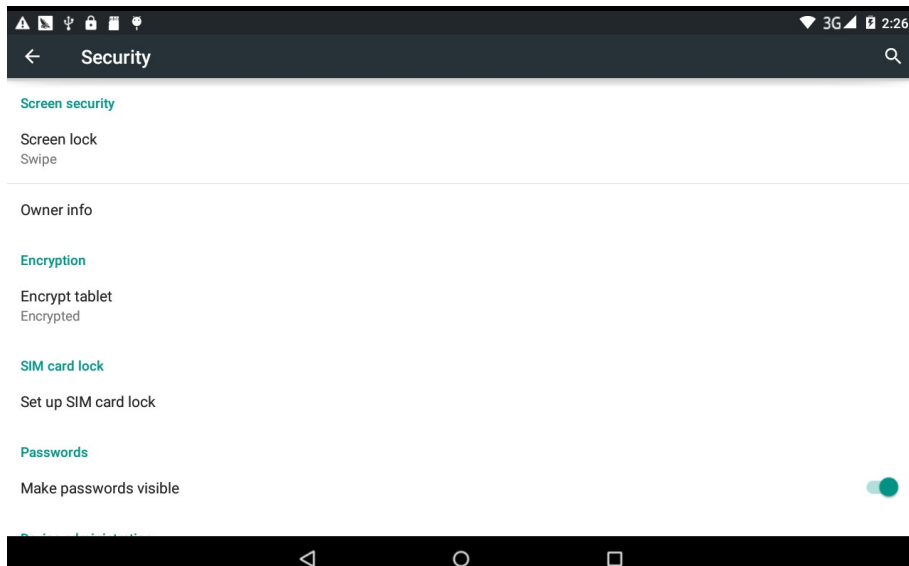 3G 2:26
Security
Screen security
Screen lock
Swipe
Owner info
Encryption
Encrypt tablet
Encrypted
SIM card lock
Set up SIM card lock
Passwords
Make passwords visible